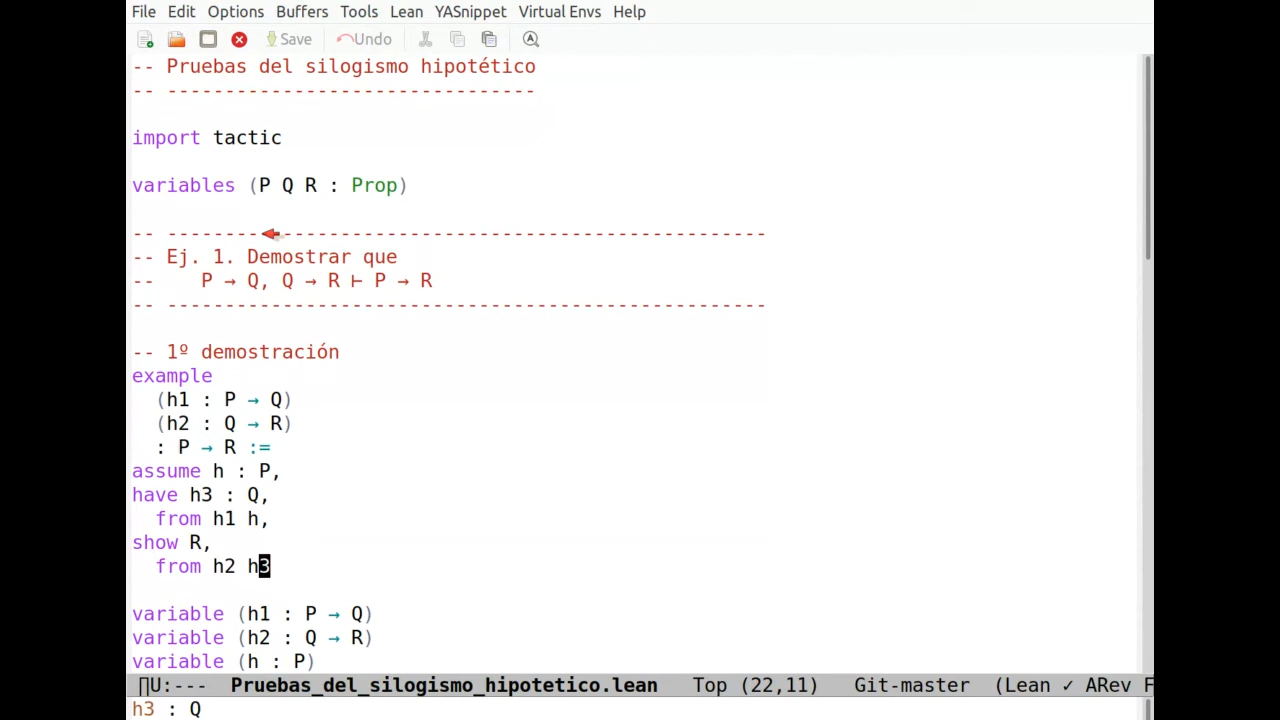 File Edit Options Buffers Tools Lean YASnippet Virtual Envs Help
Save Undo
-- Pruebas del silogismo hipotético
-- --------------------------------
import tactic
variables (P Q R : Prop)
-- ----------------------------------------------------
-- Ej. 1. Demostrar que
--    P → Q, Q → R ⊢ P → R
-- ----------------------------------------------------
-- 1º demostración
example
  (h1 : P → Q)
  (h2 : Q → R)
  : P → R :=
assume h : P,
have h3 : Q,
  from h1 h,
show R,
  from h2 h3
variable (h1 : P → Q)
variable (h2 : Q → R)
variable (h : P)
∏U:---  Pruebas_del_silogismo_hipotetico.lean   Top (22,11)   Git-master  (Lean ✓ ARev F
h3 : Q